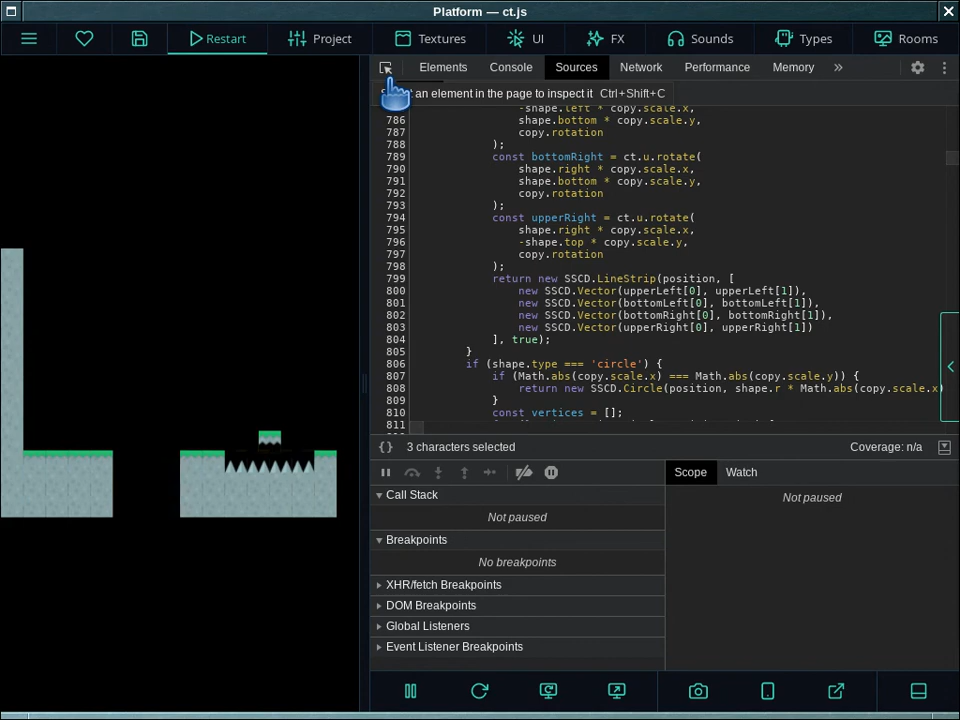 Platform — ct.js
Restart
Project
Textures
UI
FX
Sounds
Types
Rooms
Elements
Console
Sources
Network
Performance
Memory
»
an element in the page to inspect it Ctrl+Shift+C
-shape.left * copy.scale.x,
786 shape.bottom * copy.scale.y,
787 copy.rotation
788 );
789 const bottomRight = ct.u.rotate(
790 shape.right * copy.scale.x,
791 shape.bottom * copy.scale.y,
792 copy.rotation
793 );
794 const upperRight = ct.u.rotate(
795 shape.right * copy.scale.x,
796 -shape.top * copy.scale.y,
797 copy.rotation
798 );
799 return new SSCD.LineStrip(position, [
800 new SSCD.Vector(upperLeft[0], upperLeft[1]),
801 new SSCD.Vector(bottomLeft[0], bottomLeft[1]),
802 new SSCD.Vector(bottomRight[0], bottomRight[1]),
803 new SSCD.Vector(upperRight[0], upperRight[1])
804 ], true);
805 }
806 if (shape.type === 'circle') {
807 if (Math.abs(copy.scale.x) === Math.abs(copy.scale.y)) {
808 return new SSCD.Circle(position, shape.r * Math.abs(copy.scale.x)
809 }
810 const vertices = [];
811
{} 3 characters selected
Coverage: n/a
Scope
Watch
Call Stack
Not paused
Not paused
Breakpoints
No breakpoints
XHR/fetch Breakpoints
DOM Breakpoints
Global Listeners
Event Listener Breakpoints